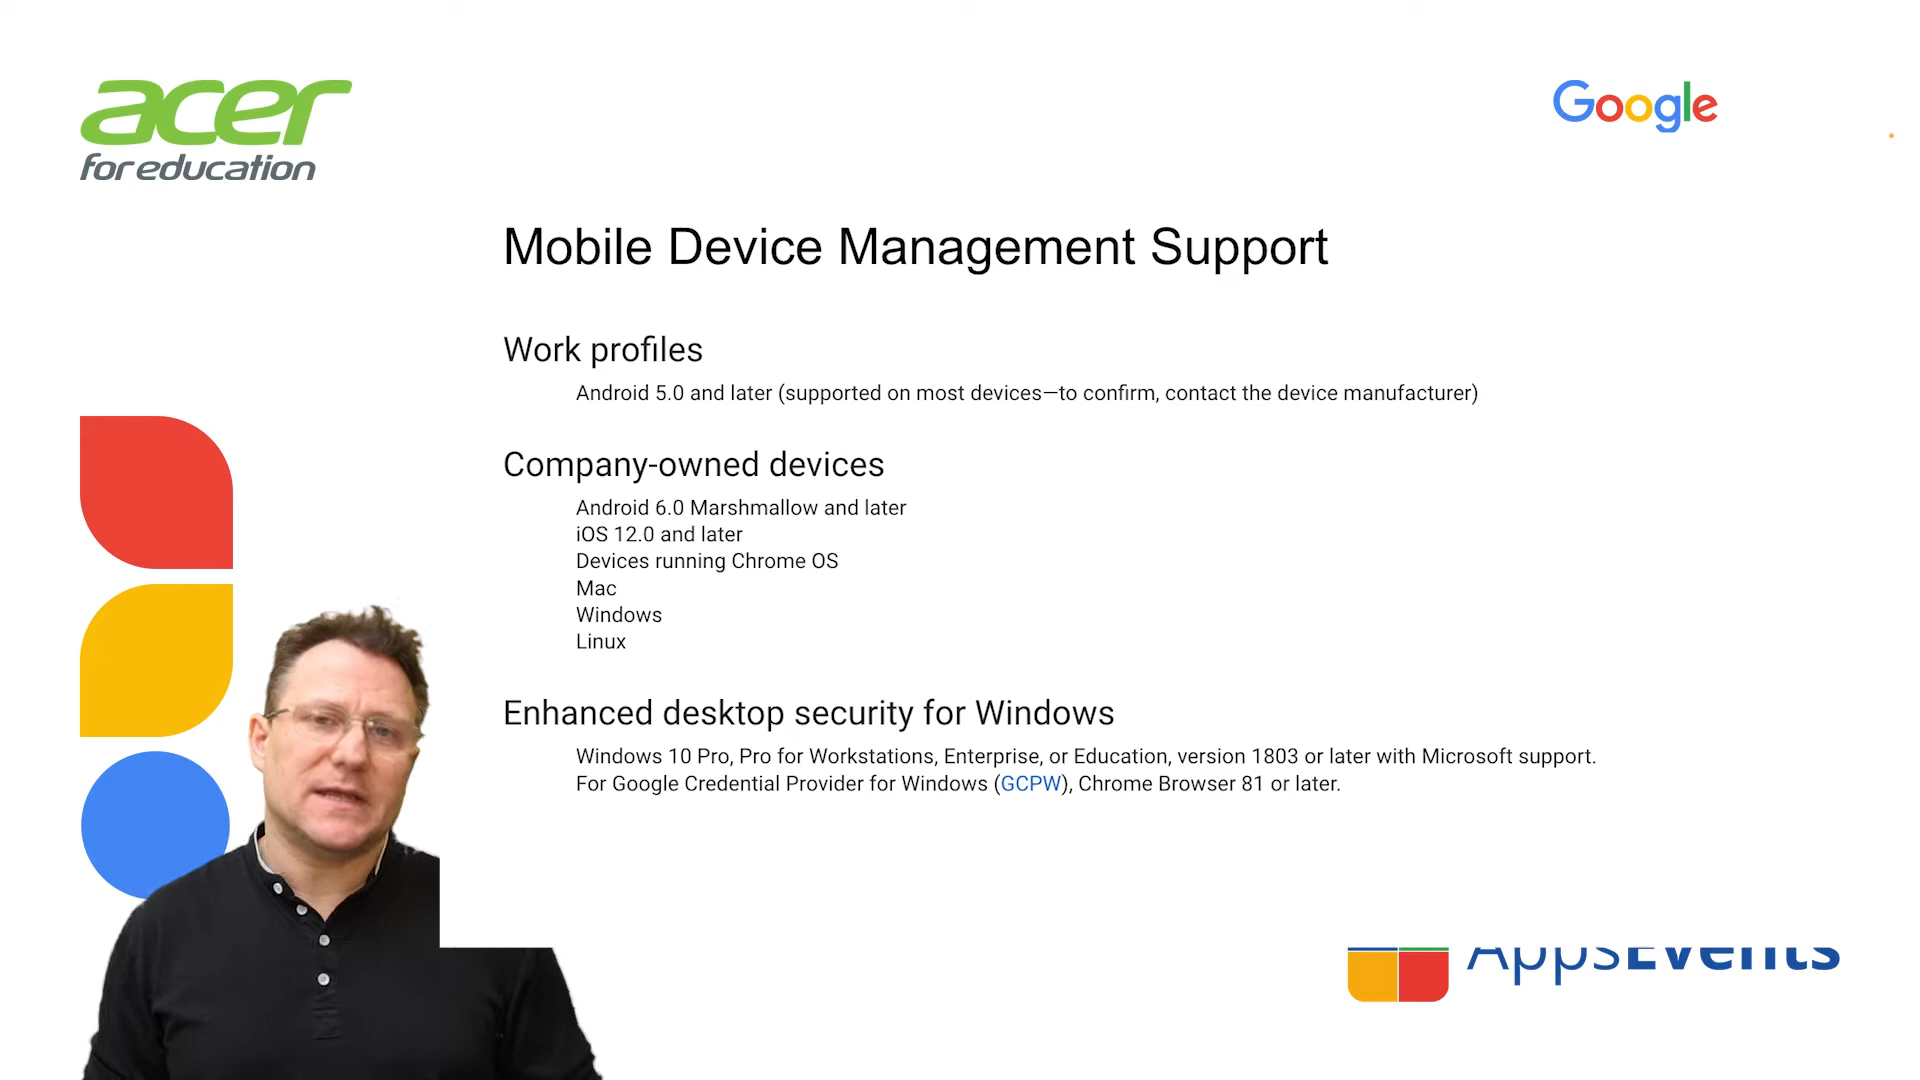 acer
for education
Google
Mobile Device Management Support
Work profiles
Android 5.0 and later (supported on most devices—to confirm, contact the device manufacturer)
Company-owned devices
Android 6.0 Marshmallow and later
iOS 12.0 and later
Devices running Chrome OS
Mac
Windows
Linux
Enhanced desktop security for Windows
Windows 10 Pro, Pro for Workstations, Enterprise, or Education, version 1803 or later with Microsoft support.
For Google Credential Provider for Windows (GCPW), Chrome Browser 81 or later.
AppsEvents